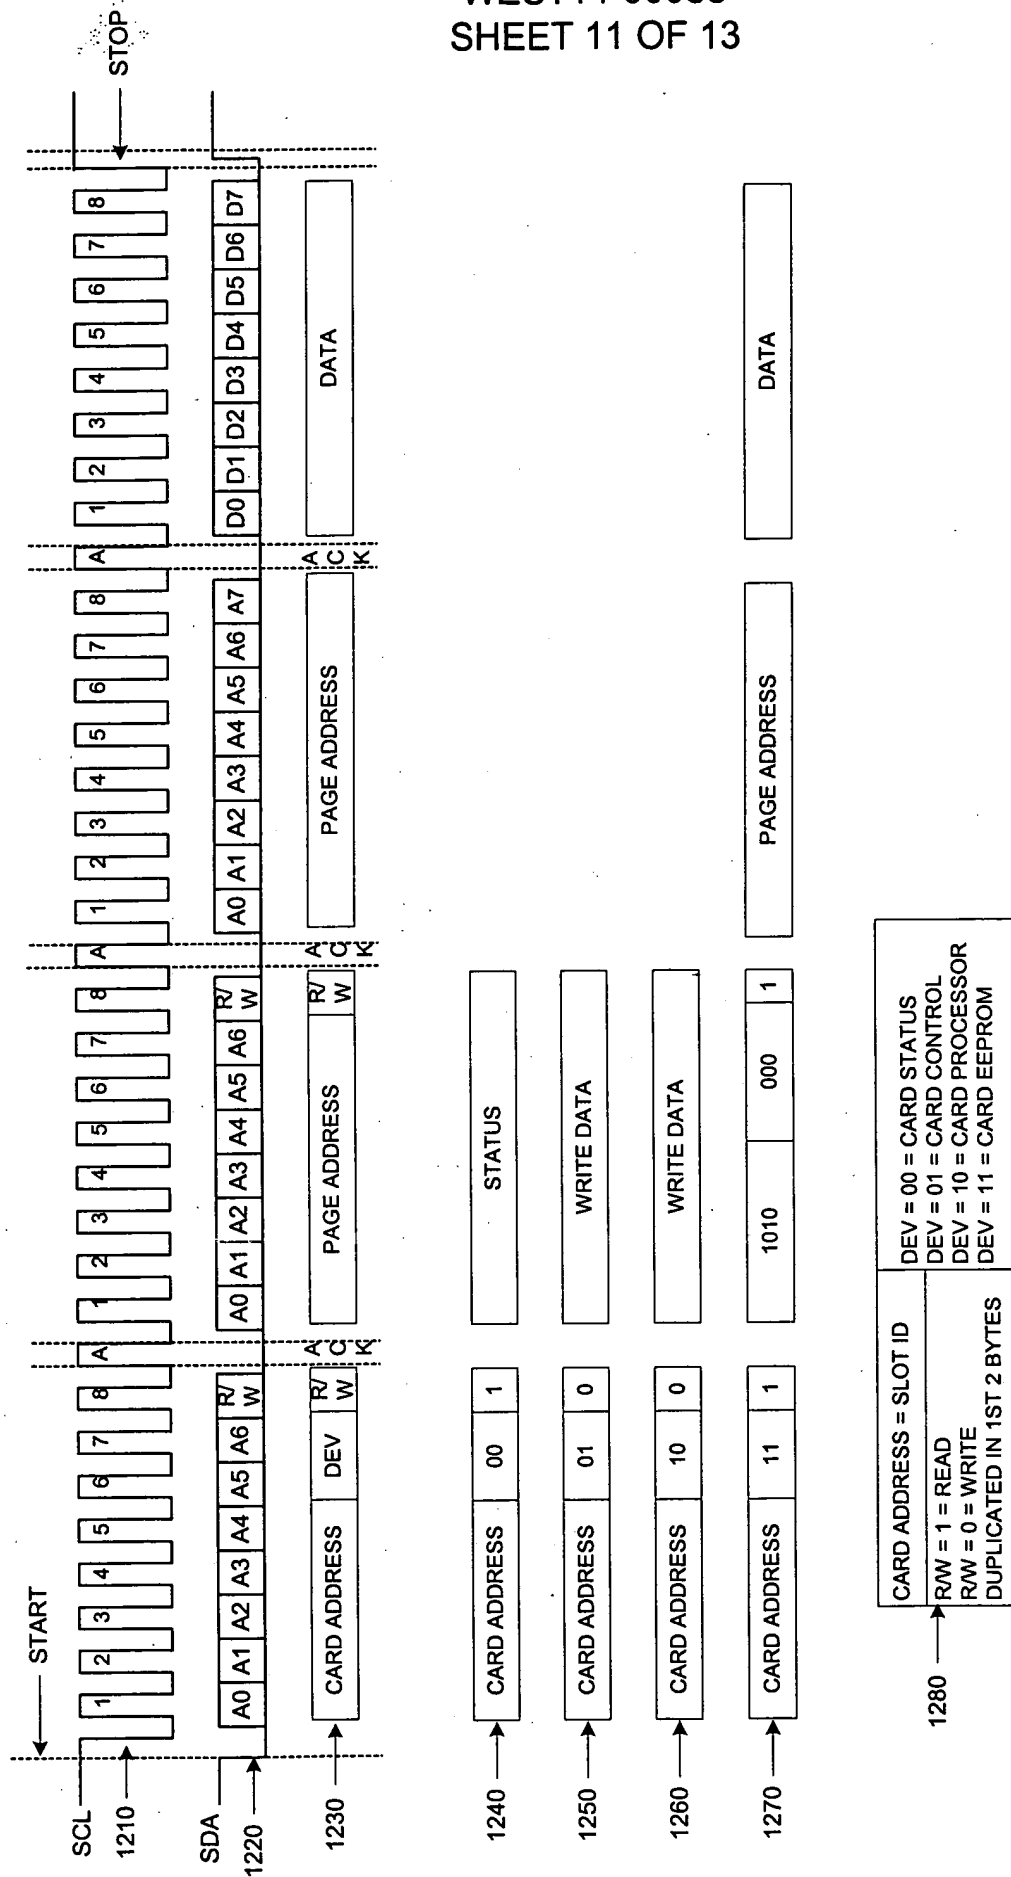 SHEET 11 OF 13
START
STOP
SCL
1 2 3 4 5 6 7 8 A 1 2 3 4 5 6 7 8 A 1 2 3 4 5 6 7 8 A 1 2 3 4 5 6 7 8
1210
SDA
A0 A1 A2 A3 A4 A5 A6 R/W A0 A1 A2 A3 A4 A5 A6 R/W A0 A1 A2 A3 A4 A5 A6 A7 D0 D1 D2 D3 D4 D5 D6 D7
1220
1230 CARD ADDRESS DEV R/W ACK PAGE ADDRESS R/W ACK PAGE ADDRESS ACK DATA
1240 CARD ADDRESS 00 1 STATUS
1250 CARD ADDRESS 01 0 WRITE DATA
1260 CARD ADDRESS 10 0 WRITE DATA
1270 CARD ADDRESS 11 1 1010 000 1 PAGE ADDRESS DATA
1280
CARD ADDRESS = SLOT ID
R/W = 1 = READ
R/W = 0 = WRITE
DUPLICATED IN 1ST 2 BYTES
DEV = 00 = CARD STATUS
DEV = 01 = CARD CONTROL
DEV = 10 = CARD PROCESSOR
DEV = 11 = CARD EEPROM